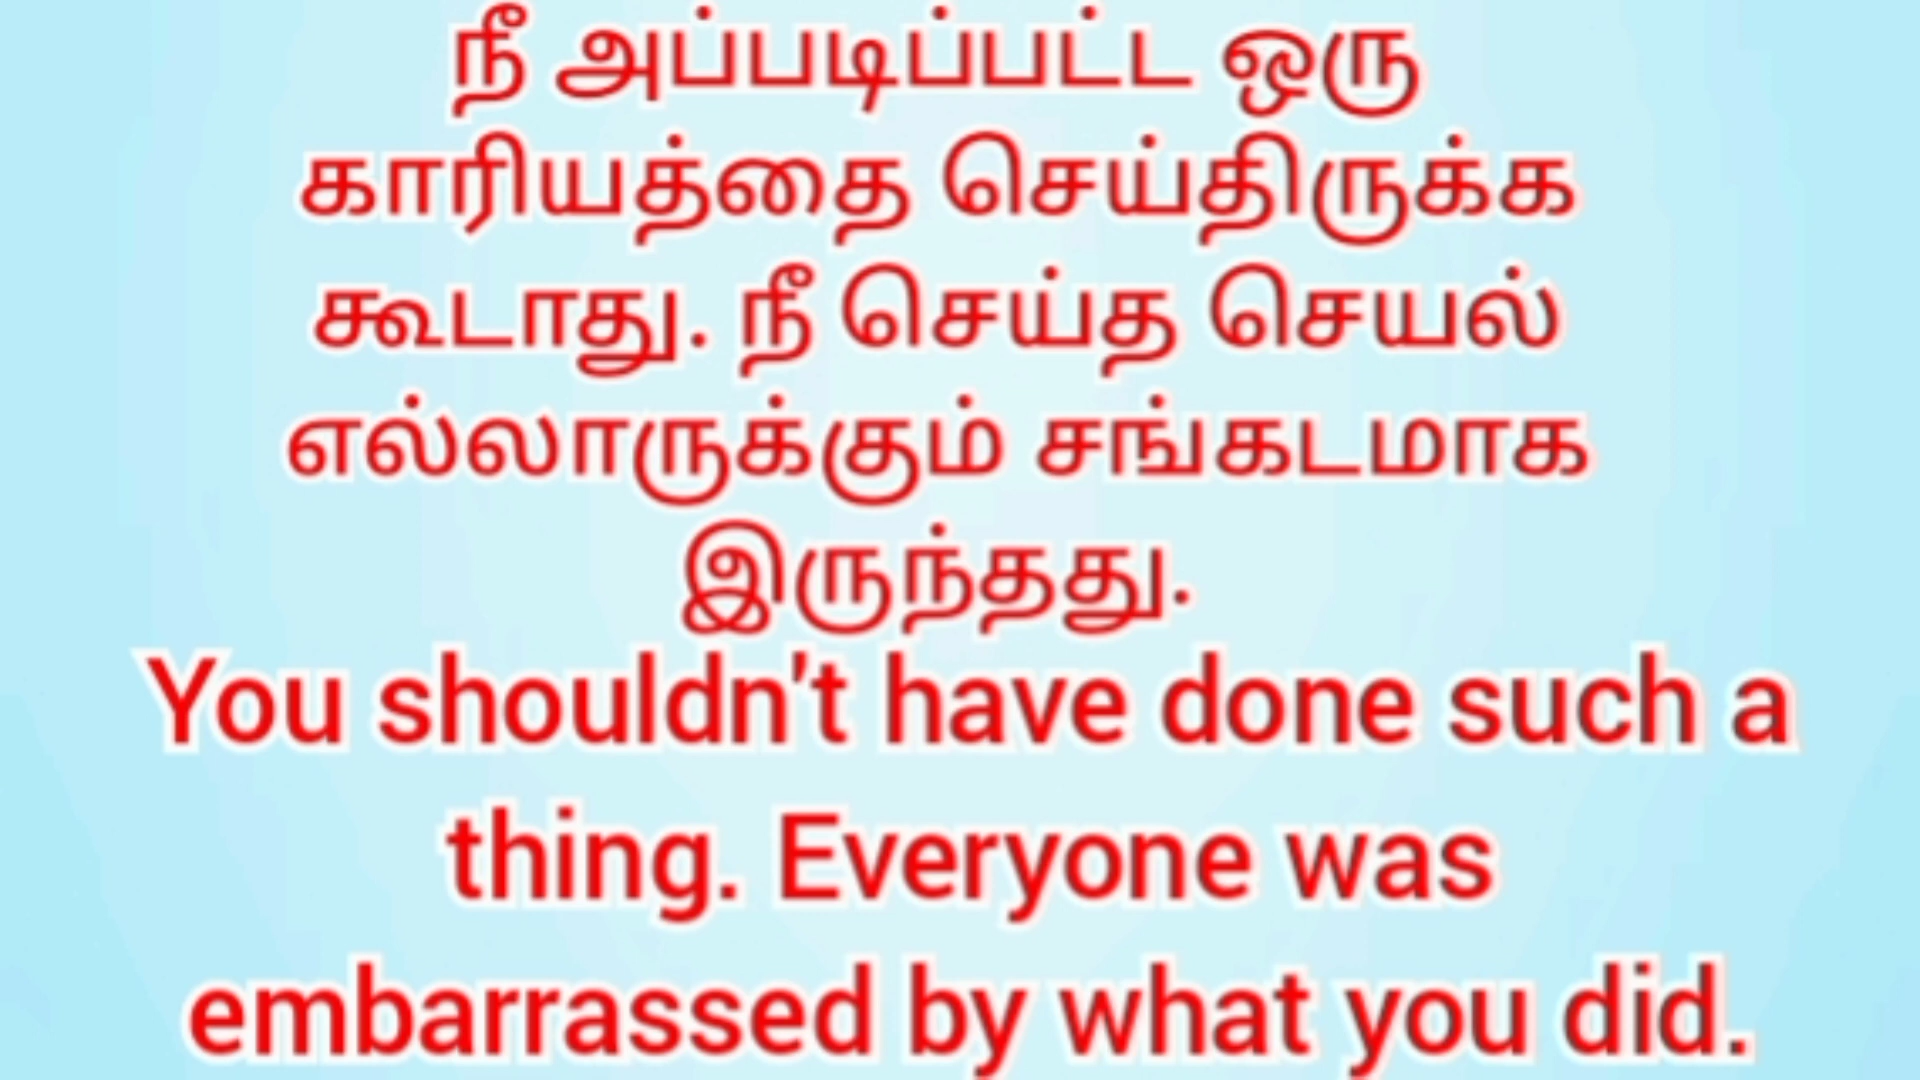 நீ அப்படிப்பட்ட ஒரு
காரியத்தை செய்திருக்க
கூடாது. நீ செய்த செயல்
எல்லாருக்கும் சங்கடமாக
இருந்தது.
You shouldn't have done such a
thing. Everyone was
embarrassed by what you did.